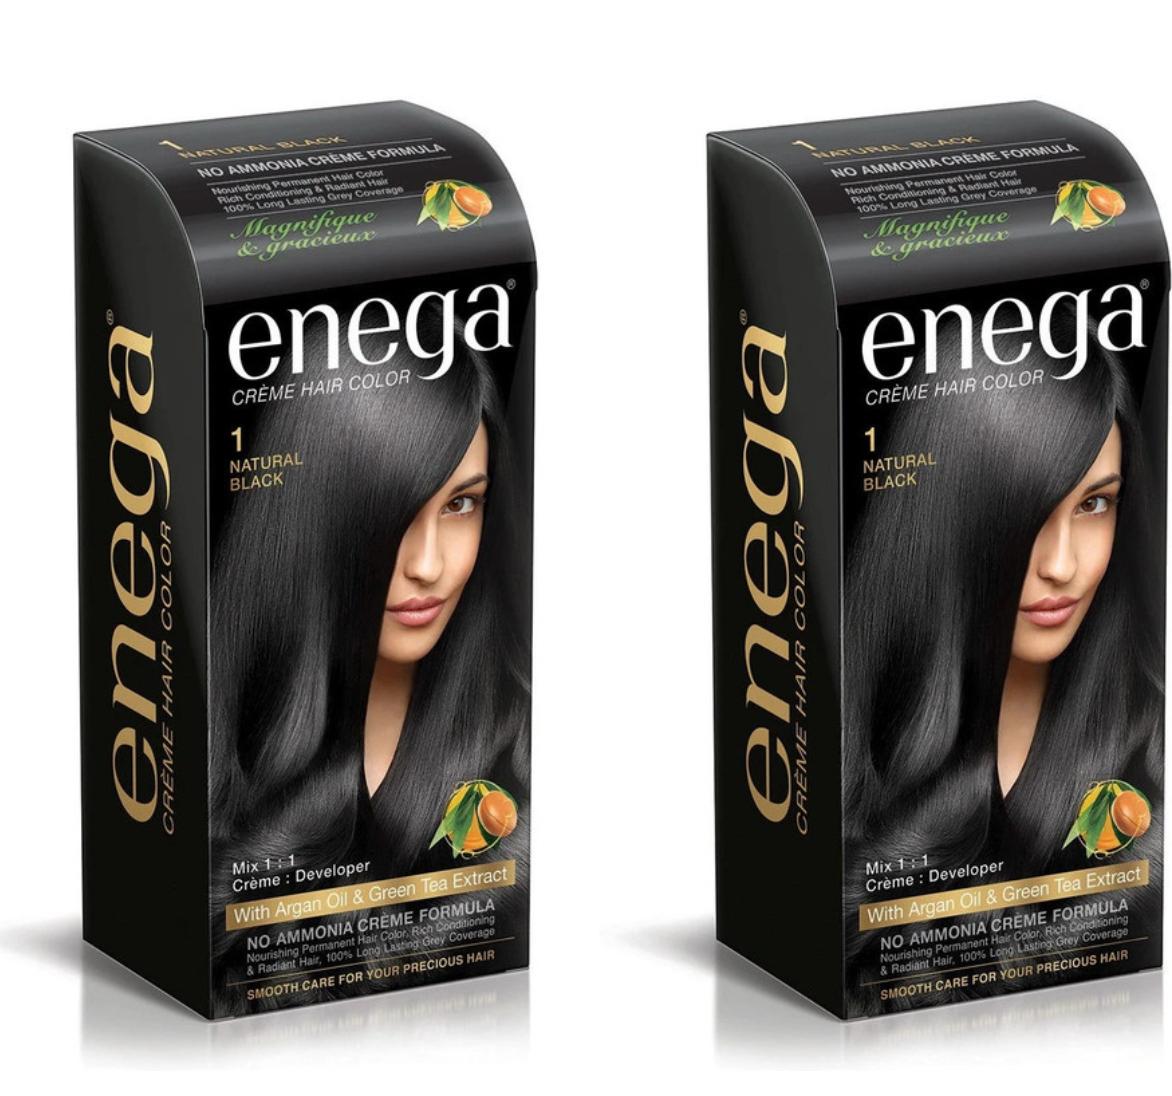 1
NATURAL BLACK
NO AMMONIA CRÈME FORMULA
Nourishing Permanent Hair Color
Rich Conditioning & Radiant Hair
100% Long Lasting Grey Coverage
Magnifique
& gracieux
enega®
CRÈME HAIR COLOR
1
NATURAL
BLACK
Mix 1 : 1
Crème : Developer
With Argan Oil & Green Tea Extract
NO AMMONIA CRÈME FORMULA
Nourishing Permanent Hair Color, Rich Conditioning
& Radiant Hair, 100% Long Lasting Grey Coverage
SMOOTH CARE FOR YOUR PRECIOUS HAIR
enega®
CRÈME HAIR COLOR
1
NATURAL BLACK
NO AMMONIA CRÈME FORMULA
Nourishing Permanent Hair Color
Rich Conditioning & Radiant Hair
100% Long Lasting Grey Coverage
Magnifique
& gracieux
enega®
CRÈME HAIR COLOR
1
NATURAL
BLACK
Mix 1 : 1
Crème : Developer
With Argan Oil & Green Tea Extract
NO AMMONIA CRÈME FORMULA
Nourishing Permanent Hair Color, Rich Conditioning
& Radiant Hair, 100% Long Lasting Grey Coverage
SMOOTH CARE FOR YOUR PRECIOUS HAIR
enega®
CRÈME HAIR COLOR